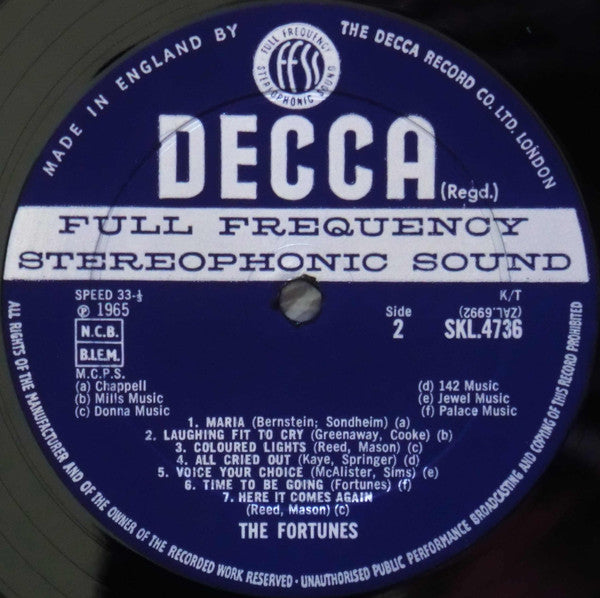 MADE IN ENGLAND BY
THE DECCA RECORD CO. LTD. LONDON
FULL FREQUENCY
FFSS
STEREOPHONIC SOUND
DECCA
(Regd.)
FULL FREQUENCY
STEREOPHONIC SOUND
SPEED 33-⅓
K/T
℗ 1965
Side
(ZAL.6992)
N.C.B.
2
SKL.4736
B.I.E.M.
M.C.P.S.
(a) Chappell
(d) 142 Music
(b) Mills Music
(e) Jewel Music
(c) Donna Music
(f) Palace Music
1. MARIA (Bernstein; Sondheim) (a)
2. LAUGHING FIT TO CRY (Greenaway, Cooke) (b)
3. COLOURED LIGHTS (Reed, Mason) (c)
4. ALL CRIED OUT (Kaye, Springer) (d)
5. VOICE YOUR CHOICE (McAlister, Sims) (e)
6. TIME TO BE GOING (Fortunes) (f)
7. HERE IT COMES AGAIN
(Reed, Mason) (c)
THE FORTUNES
ALL RIGHTS OF THE MANUFACTURER AND OF THE OWNER OF THE RECORDED WORK RESERVED · UNAUTHORISED PUBLIC PERFORMANCE BROADCASTING AND COPYING OF THIS RECORD PROHIBITED